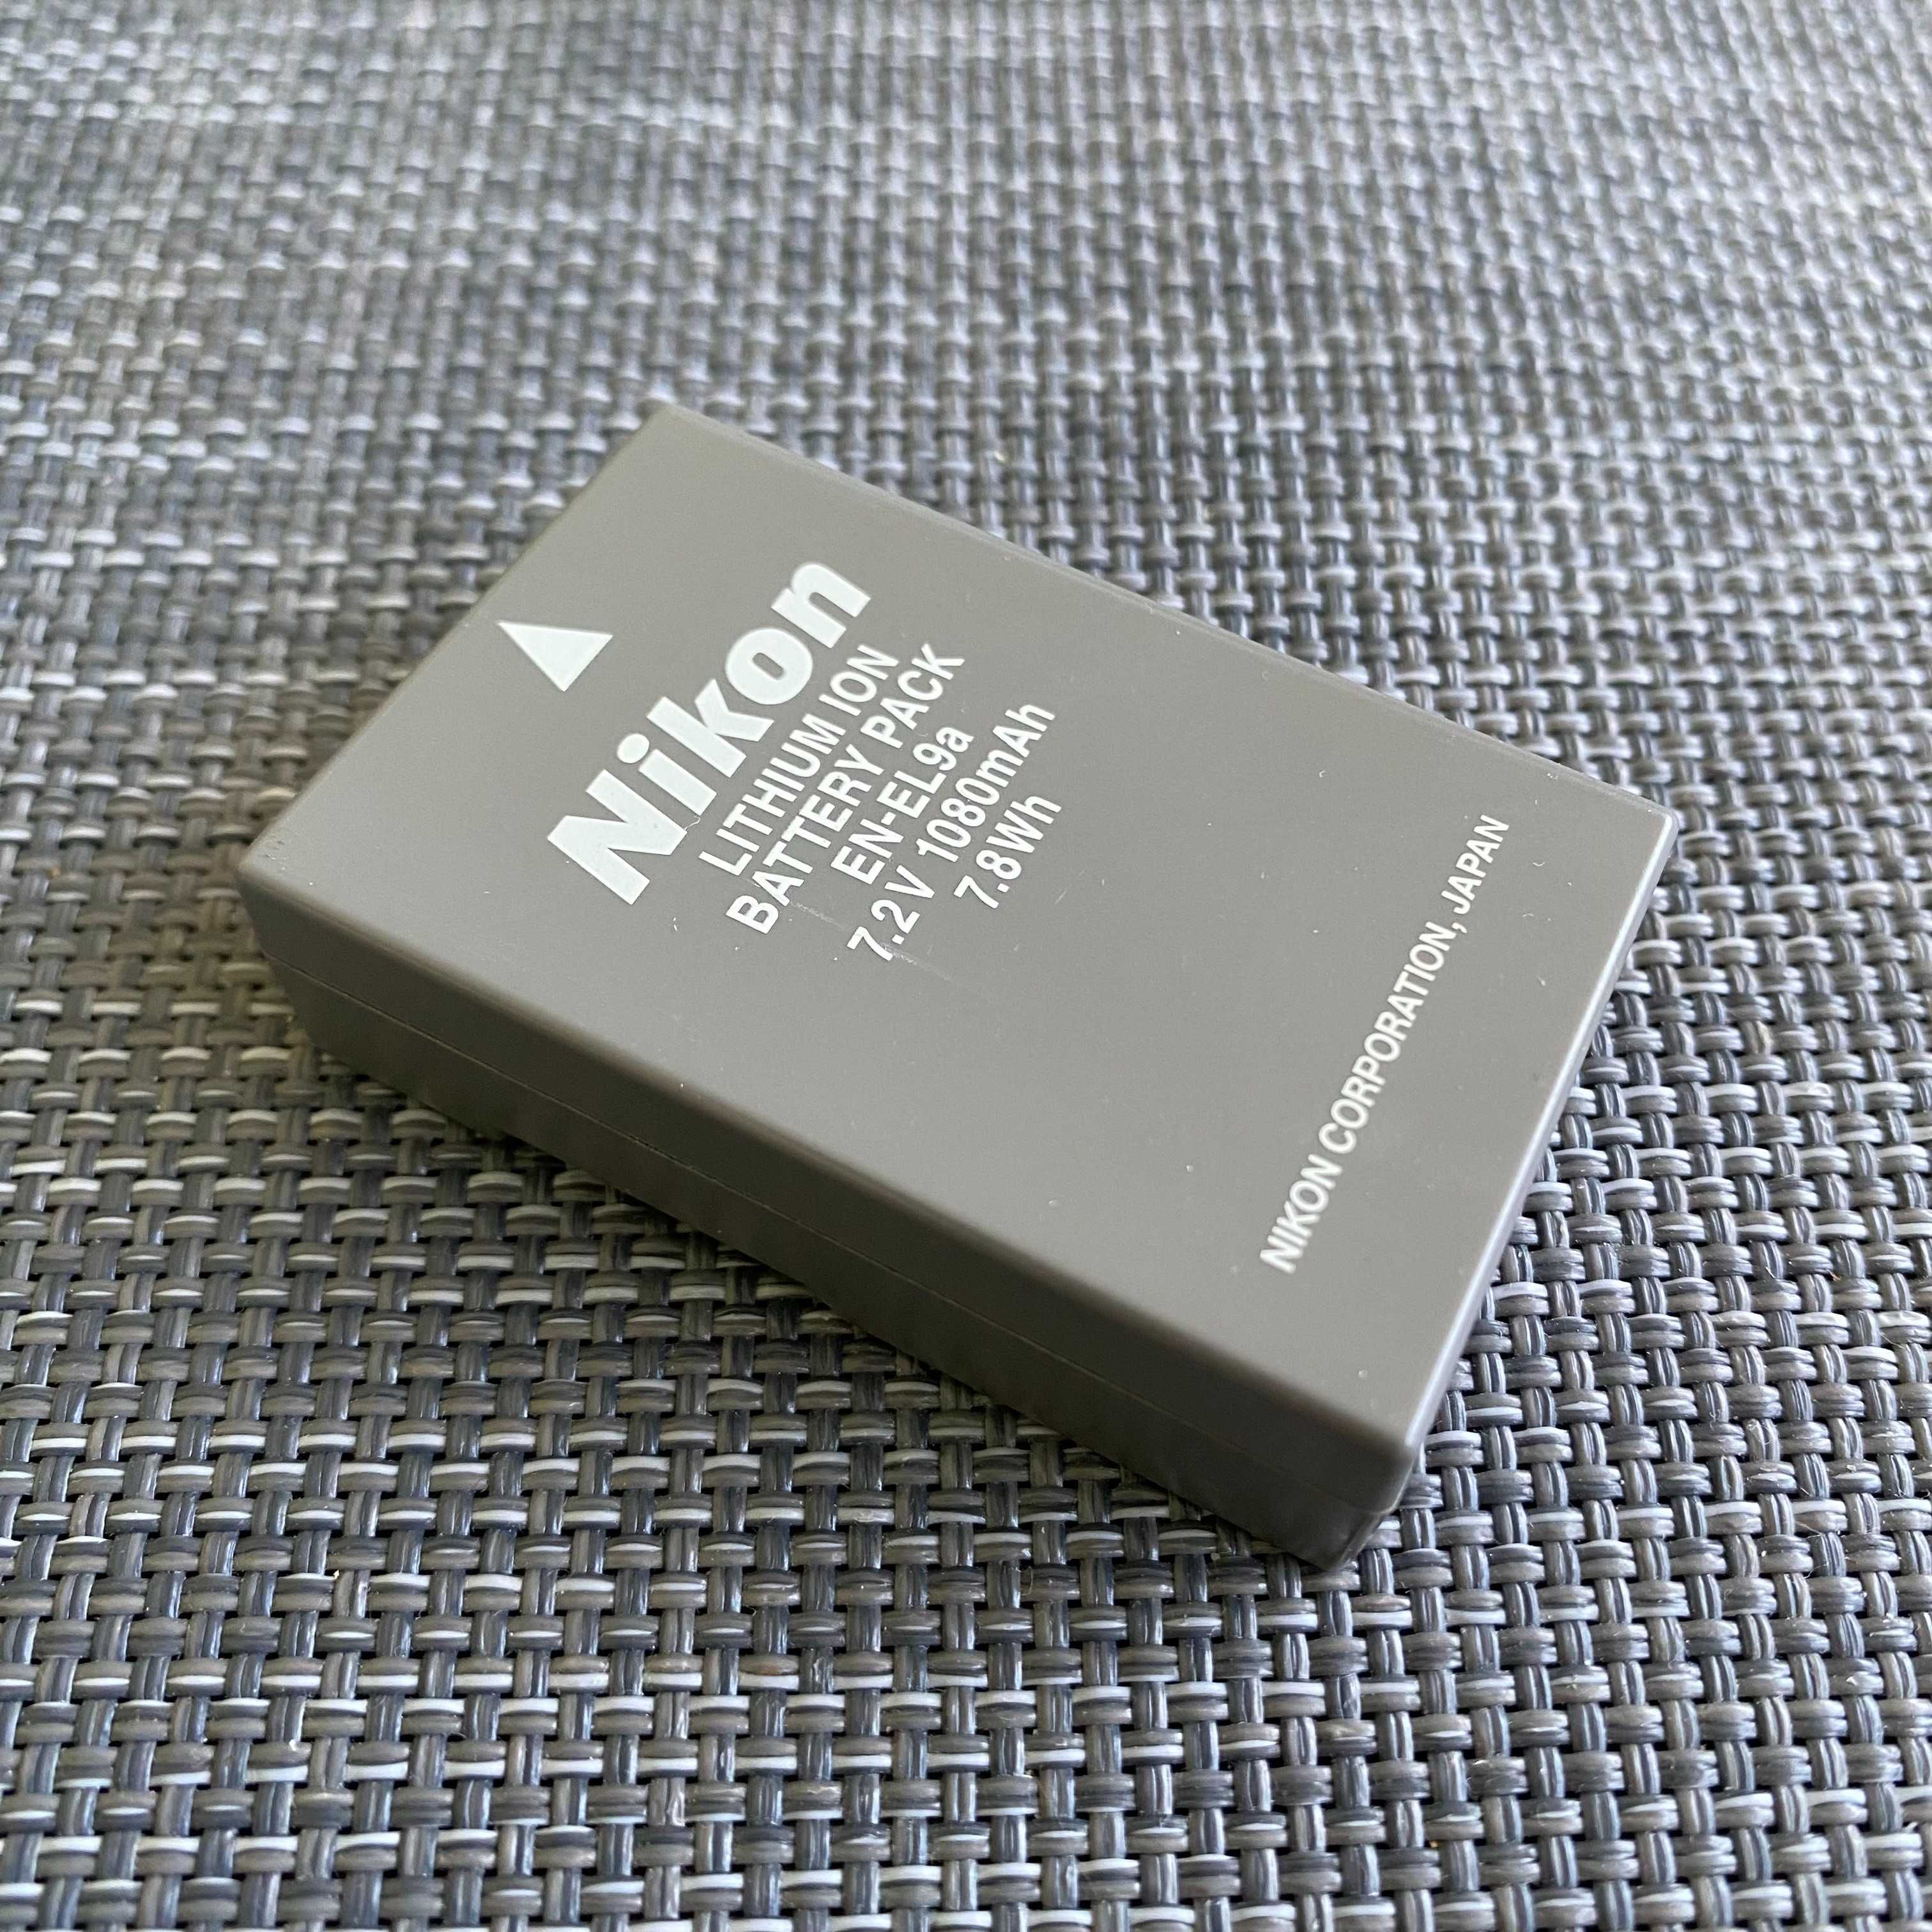 Nikon
LITHIUM ION
BATTERY PACK
EN-EL9a
7.2V 1080mAh
7.8Wh
NIKON CORPORATION, JAPAN